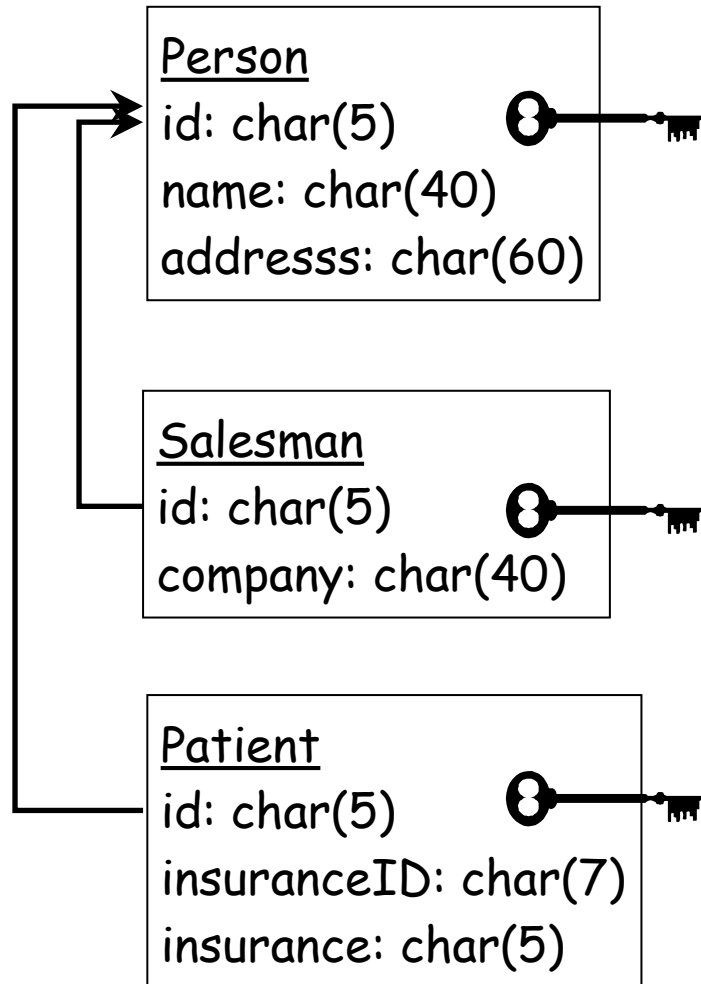 Person
id: char(5)
name: char(40)
addresss: char(60)
Salesman
id: char(5)
company: char(40)
Patient
id: char(5)
insuranceID: char(7)
insurance: char(5)